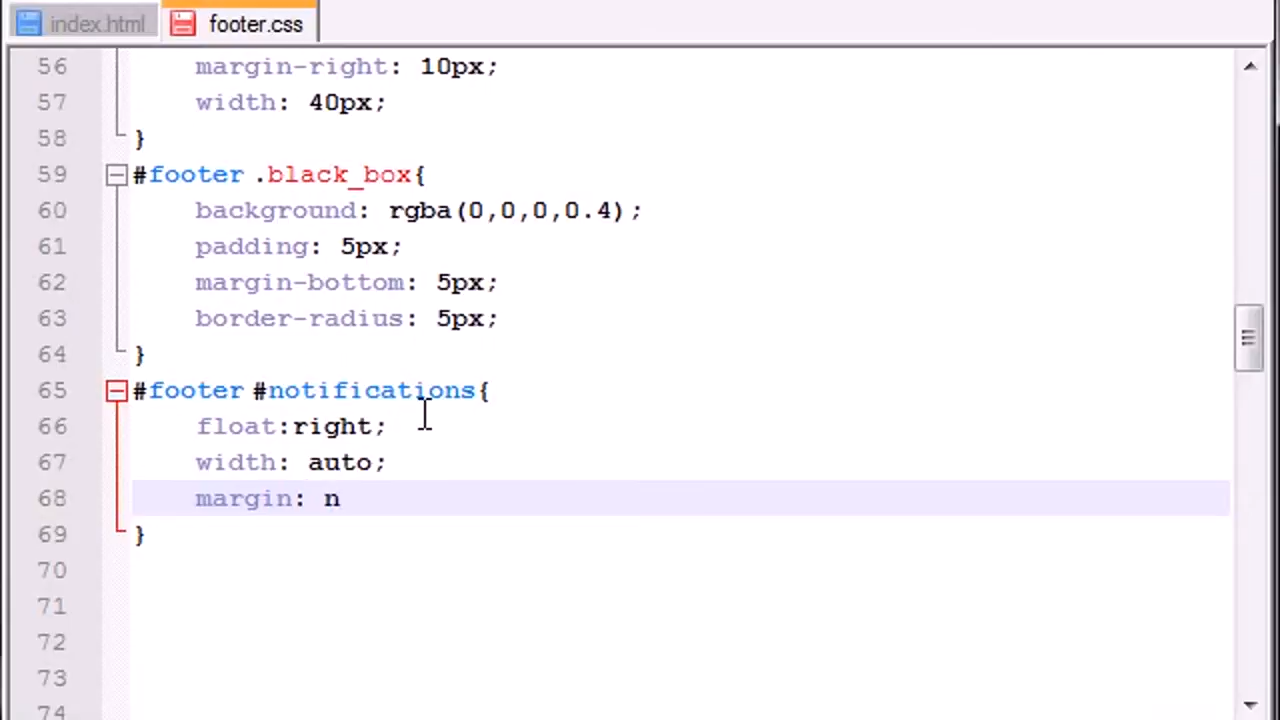 index.html footer.css
56 margin-right: 10px;
57 width: 40px;
58 }
59 #footer .black_box{
60 background: rgba(0,0,0,0.4);
61 padding: 5px;
62 margin-bottom: 5px;
63 border-radius: 5px;
64 }
65 #footer #notifications{
66 float:right;
67 width: auto;
68 margin: n
69 }
70
71
72
73
74